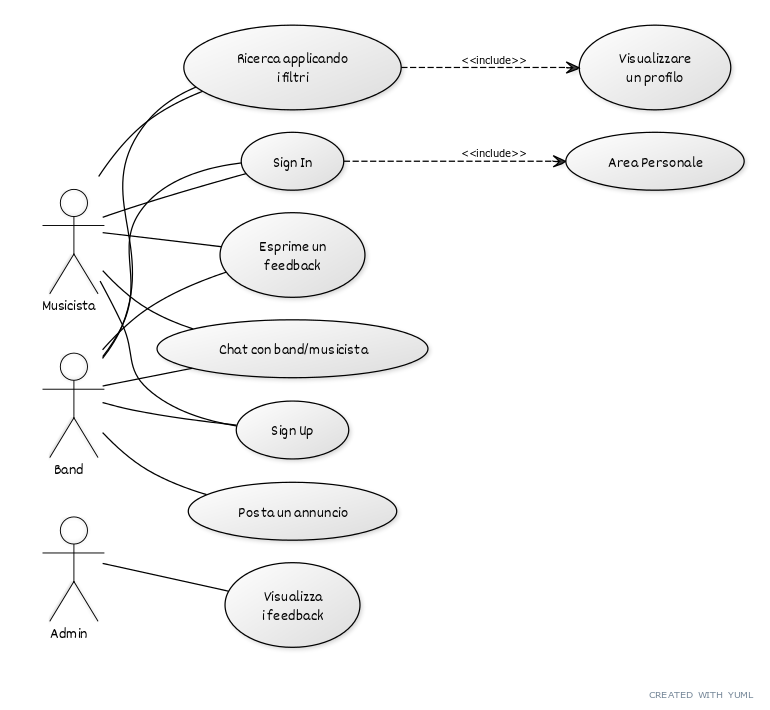 Ricerca applicando
i filtri
<<include>>
Visualizzare
un profilo
Sign In
<<include>>
Area Personale
Esprime un
feedback
Musicista
Chat con band/musicista
Sign Up
Band
Posta un annuncio
Visualizza
i feedback
Admin
CREATED WITH YUML